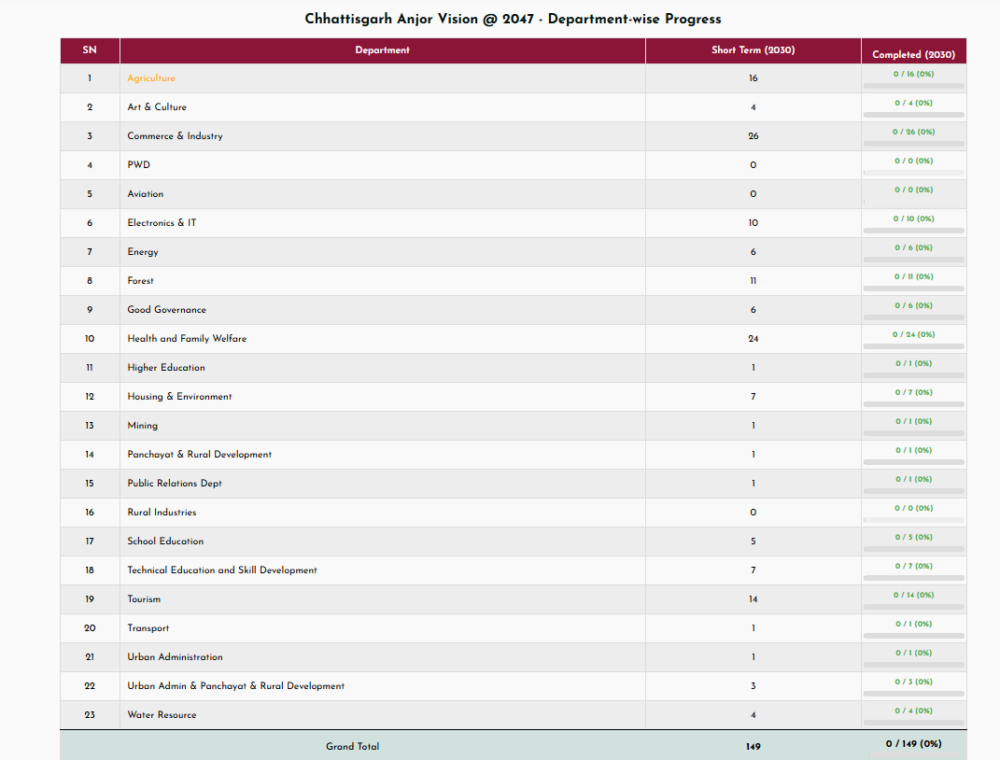 Chhattisgarh Anjor Vision @ 2047 - Department-wise Progress
SN Department Short Term (2030) Completed (2030)
1 Agriculture 16 0 / 16 (0%)
2 Art & Culture 4 0 / 4 (0%)
3 Commerce & Industry 26 0 / 26 (0%)
4 PWD 0 0 / 0 (0%)
5 Aviation 0 0 / 0 (0%)
6 Electronics & IT 10 0 / 10 (0%)
7 Energy 6 0 / 6 (0%)
8 Forest 11 0 / 11 (0%)
9 Good Governance 6 0 / 6 (0%)
10 Health and Family Welfare 24 0 / 24 (0%)
11 Higher Education 1 0 / 1 (0%)
12 Housing & Environment 7 0 / 7 (0%)
13 Mining 1 0 / 1 (0%)
14 Panchayat & Rural Development 1 0 / 1 (0%)
15 Public Relations Dept 1 0 / 1 (0%)
16 Rural Industries 0 0 / 0 (0%)
17 School Education 5 0 / 5 (0%)
18 Technical Education and Skill Development 7 0 / 7 (0%)
19 Tourism 14 0 / 14 (0%)
20 Transport 1 0 / 1 (0%)
21 Urban Administration 1 0 / 1 (0%)
22 Urban Admin & Panchayat & Rural Development 3 0 / 3 (0%)
23 Water Resource 4 0 / 4 (0%)
Grand Total 149 0 / 149 (0%)